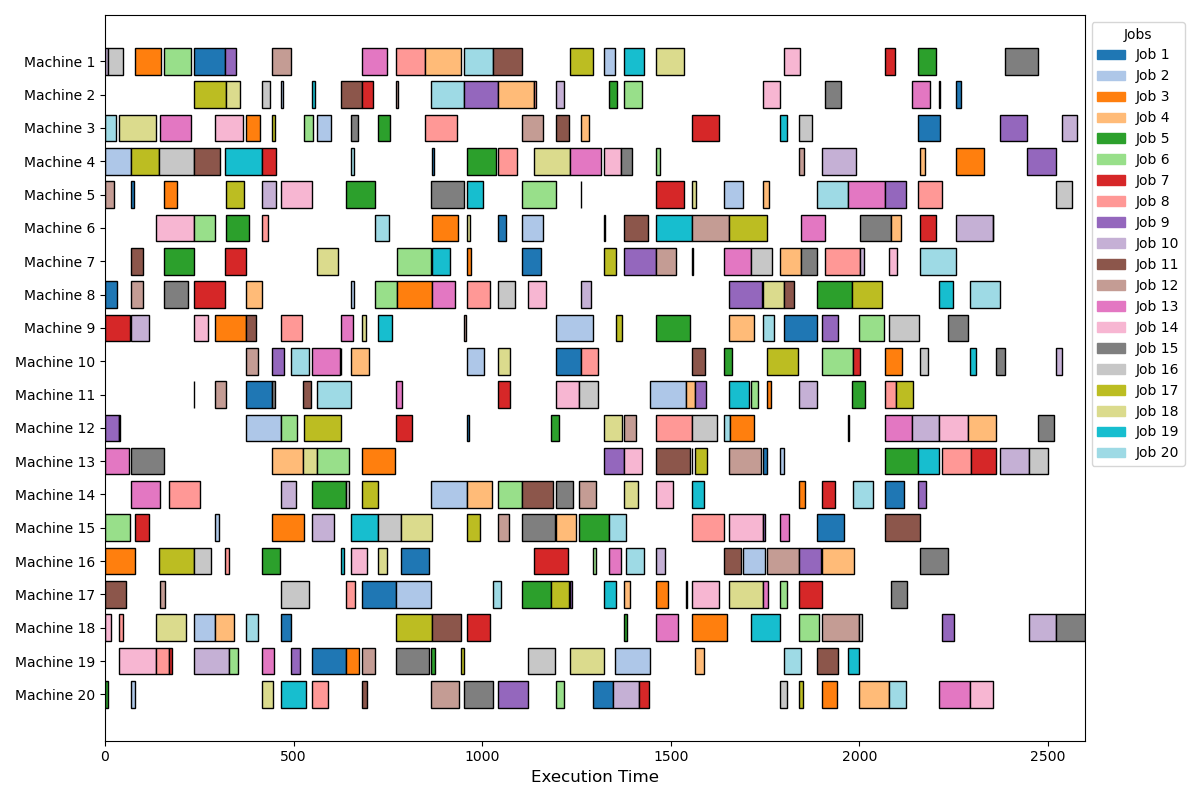 Machine 1
Machine 2
Machine 3
Machine 4
Machine 5
Machine 6
Machine 7
Machine 8
Machine 9
Machine 10
Machine 11
Machine 12
Machine 13
Machine 14
Machine 15
Machine 16
Machine 17
Machine 18
Machine 19
Machine 20
0 500 1000 1500 2000 2500
Execution Time
Jobs
Job 1
Job 2
Job 3
Job 4
Job 5
Job 6
Job 7
Job 8
Job 9
Job 10
Job 11
Job 12
Job 13
Job 14
Job 15
Job 16
Job 17
Job 18
Job 19
Job 20